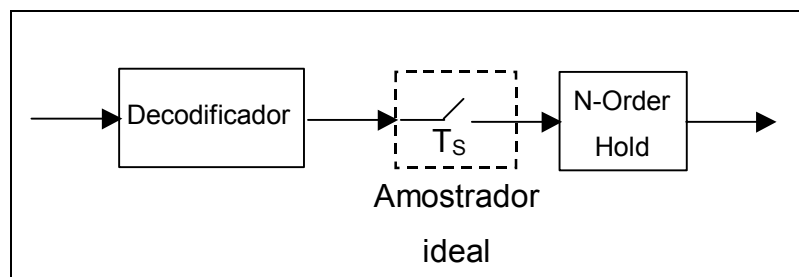 Decodificador
T_S
N-Order
Hold
Amostrador
ideal